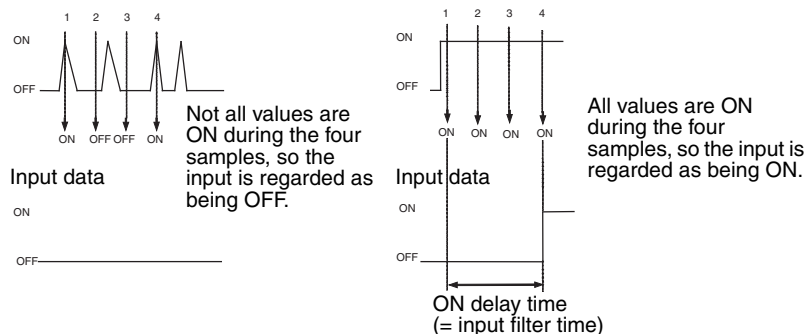 1 2 3 4
ON
OFF
ON OFF OFF ON
Not all values are
ON during the four
samples, so the
input is regarded as
being OFF.
Input data
ON
OFF
1 2 3 4
ON
OFF
ON ON ON ON
All values are ON
during the four
samples, so the input is
regarded as being ON.
Input data
ON
OFF
ON delay time
(= input filter time)